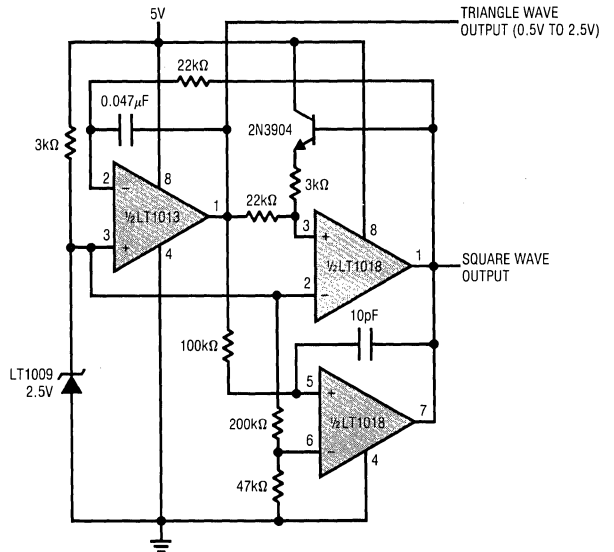 5V
TRIANGLE WAVE
OUTPUT (0.5V TO 2.5V)
22kΩ
0.047µF
2N3904
3kΩ
3kΩ
2
8
−
½LT1013
1
22kΩ
3
+
4
3
+
8
½LT1018
1
SQUARE WAVE
OUTPUT
2
−
10pF
100kΩ
LT1009
2.5V
5
+
½LT1018
7
200kΩ
6
−
4
47kΩ